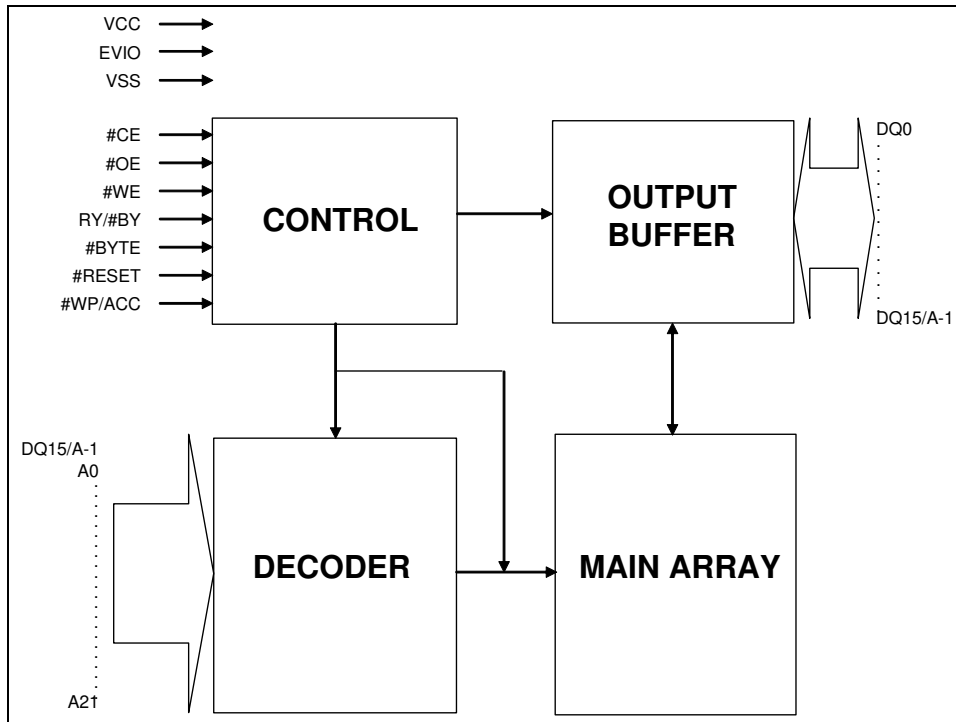 VCC
EVIO
VSS
#CE
#OE
#WE
RY/#BY
#BYTE
#RESET
#WP/ACC
CONTROL
OUTPUT
BUFFER
DQ0
DQ15/A-1
DQ15/A-1
A0
A21
DECODER
MAIN ARRAY